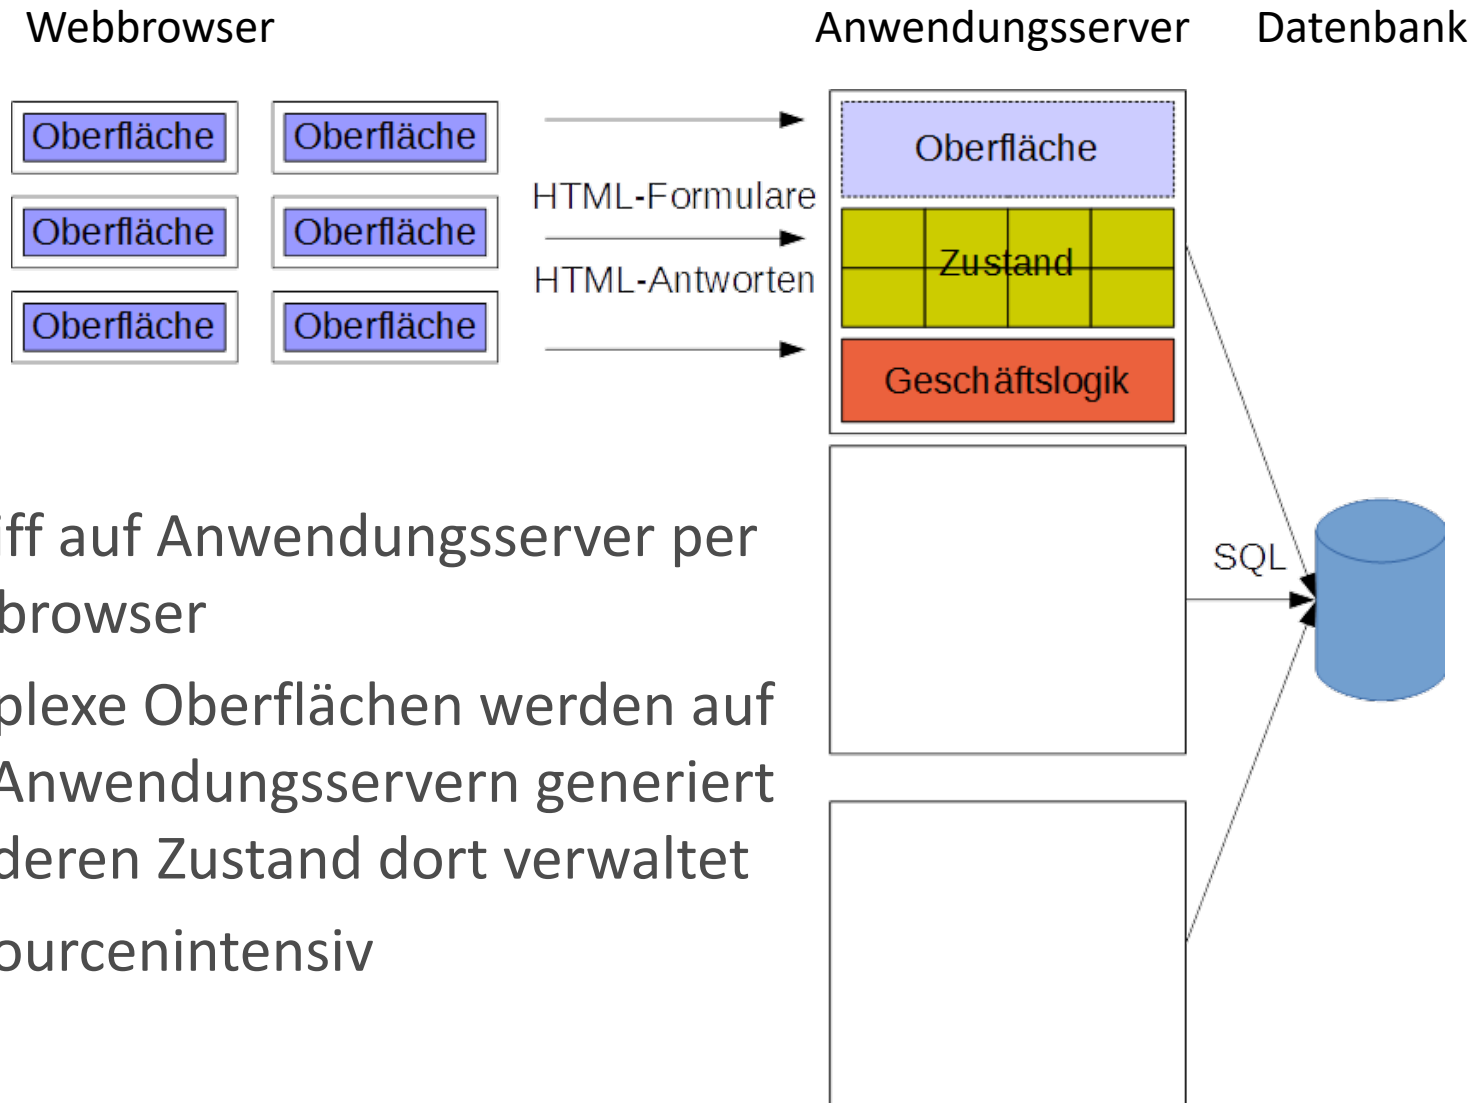 Webbrowser
Anwendungsserver
Datenbank
Oberfläche Oberfläche
Oberfläche Oberfläche
Oberfläche Oberfläche
HTML-Formulare
HTML-Antworten
Oberfläche
Zustand
Geschäftslogik
SQL
iff auf Anwendungsserver per
browser
plexe Oberflächen werden auf
Anwendungsservern generiert
deren Zustand dort verwaltet
ourcenintensiv